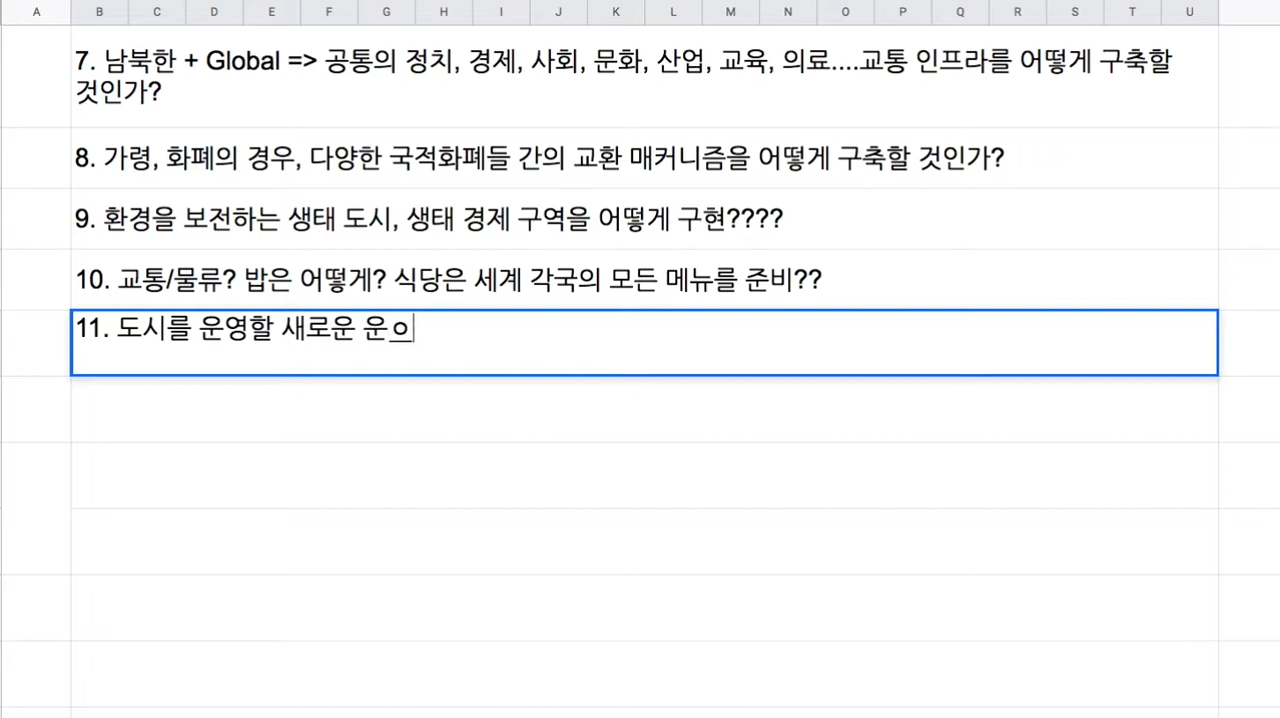 A B C D E F G H I J K L M N O P Q R S T U
7. 남북한 + Global => 공통의 정치, 경제, 사회, 문화, 산업, 교육, 의료....교통 인프라를 어떻게 구축할
것인가?
8. 가령, 화폐의 경우, 다양한 국적화폐들 간의 교환 매커니즘을 어떻게 구축할 것인가?
9. 환경을 보전하는 생태 도시, 생태 경제 구역을 어떻게 구현????
10. 교통/물류? 밥은 어떻게? 식당은 세계 각국의 모든 메뉴를 준비??
11. 도시를 운영할 새로운 운ㅇ